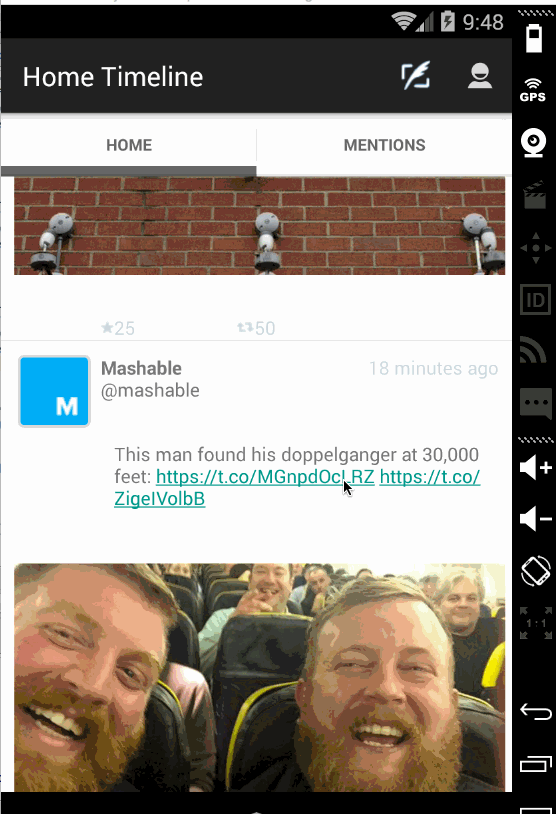 9:48
Home Timeline
GPS
HOME
MENTIONS
ID
25 50
Mashable 18 minutes ago
@mashable
M
This man found his doppelganger at 30,000
feet: https://t.co/MGnpdOcLRZ https://t.co/
ZigeIVolbB
1:1